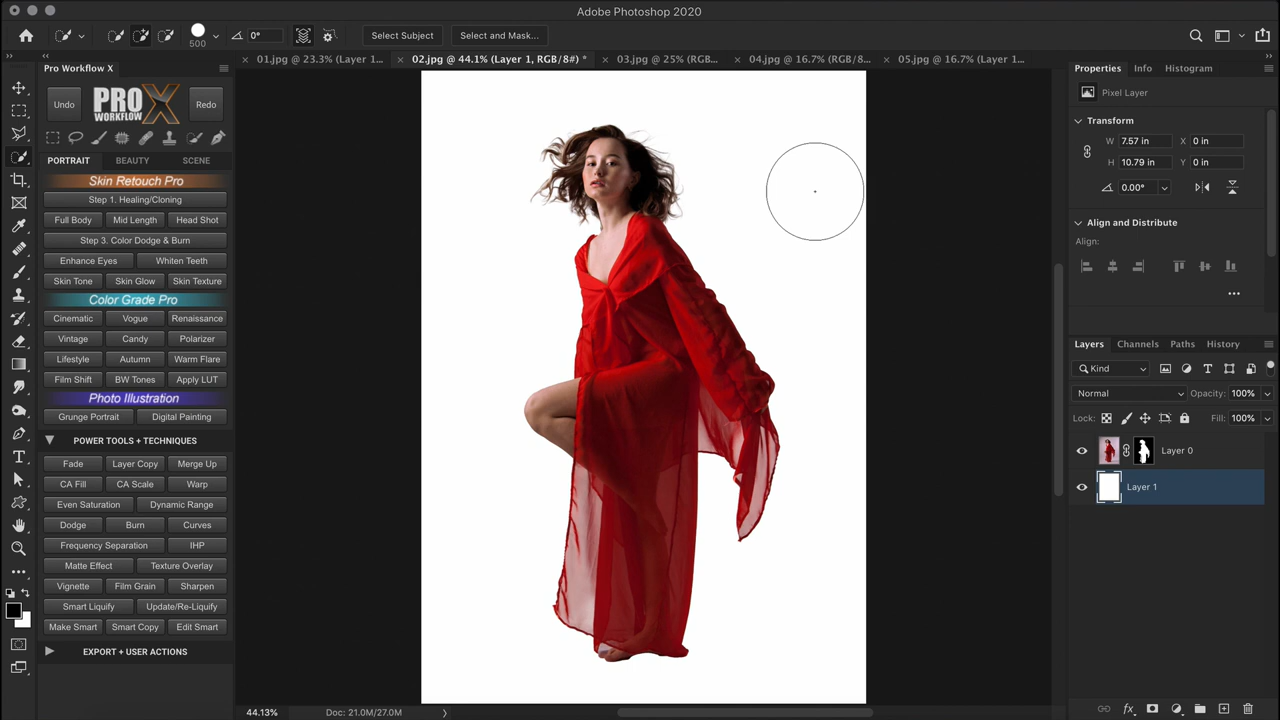 Adobe Photoshop 2020
500
0°
Select Subject
Select and Mask...
01.jpg @ 23.3% (Layer 1...
02.jpg @ 44.1% (Layer 1, RGB/8#) *
03.jpg @ 25% (RGB...
04.jpg @ 16.7% (RGB/8...
05.jpg @ 16.7% (Layer 1...
Pro Workflow X
Undo
PRO X
WORKFLOW
Redo
PORTRAIT BEAUTY SCENE
Skin Retouch Pro
Step 1. Healing/Cloning
Full Body Mid Length Head Shot
Step 3. Color Dodge & Burn
Enhance Eyes Whiten Teeth
Skin Tone Skin Glow Skin Texture
Color Grade Pro
Cinematic Vogue Renaissance
Vintage Candy Polarizer
Lifestyle Autumn Warm Flare
Film Shift BW Tones Apply LUT
Photo Illustration
Grunge Portrait Digital Painting
POWER TOOLS + TECHNIQUES
Fade Layer Copy Merge Up
CA Fill CA Scale Warp
Even Saturation Dynamic Range
Dodge Burn Curves
Frequency Separation IHP
Matte Effect Texture Overlay
Vignette Film Grain Sharpen
Smart Liquify Update/Re-Liquify
Make Smart Smart Copy Edit Smart
EXPORT + USER ACTIONS
44.13%
Doc: 21.0M/27.0M
Properties Info Histogram
Pixel Layer
Transform
W 7.57 in X 0 in
H 10.79 in Y 0 in
0.00°
Align and Distribute
Align:
Layers Channels Paths History
Kind
Normal Opacity: 100%
Lock: Fill: 100%
Layer 0
Layer 1
fx